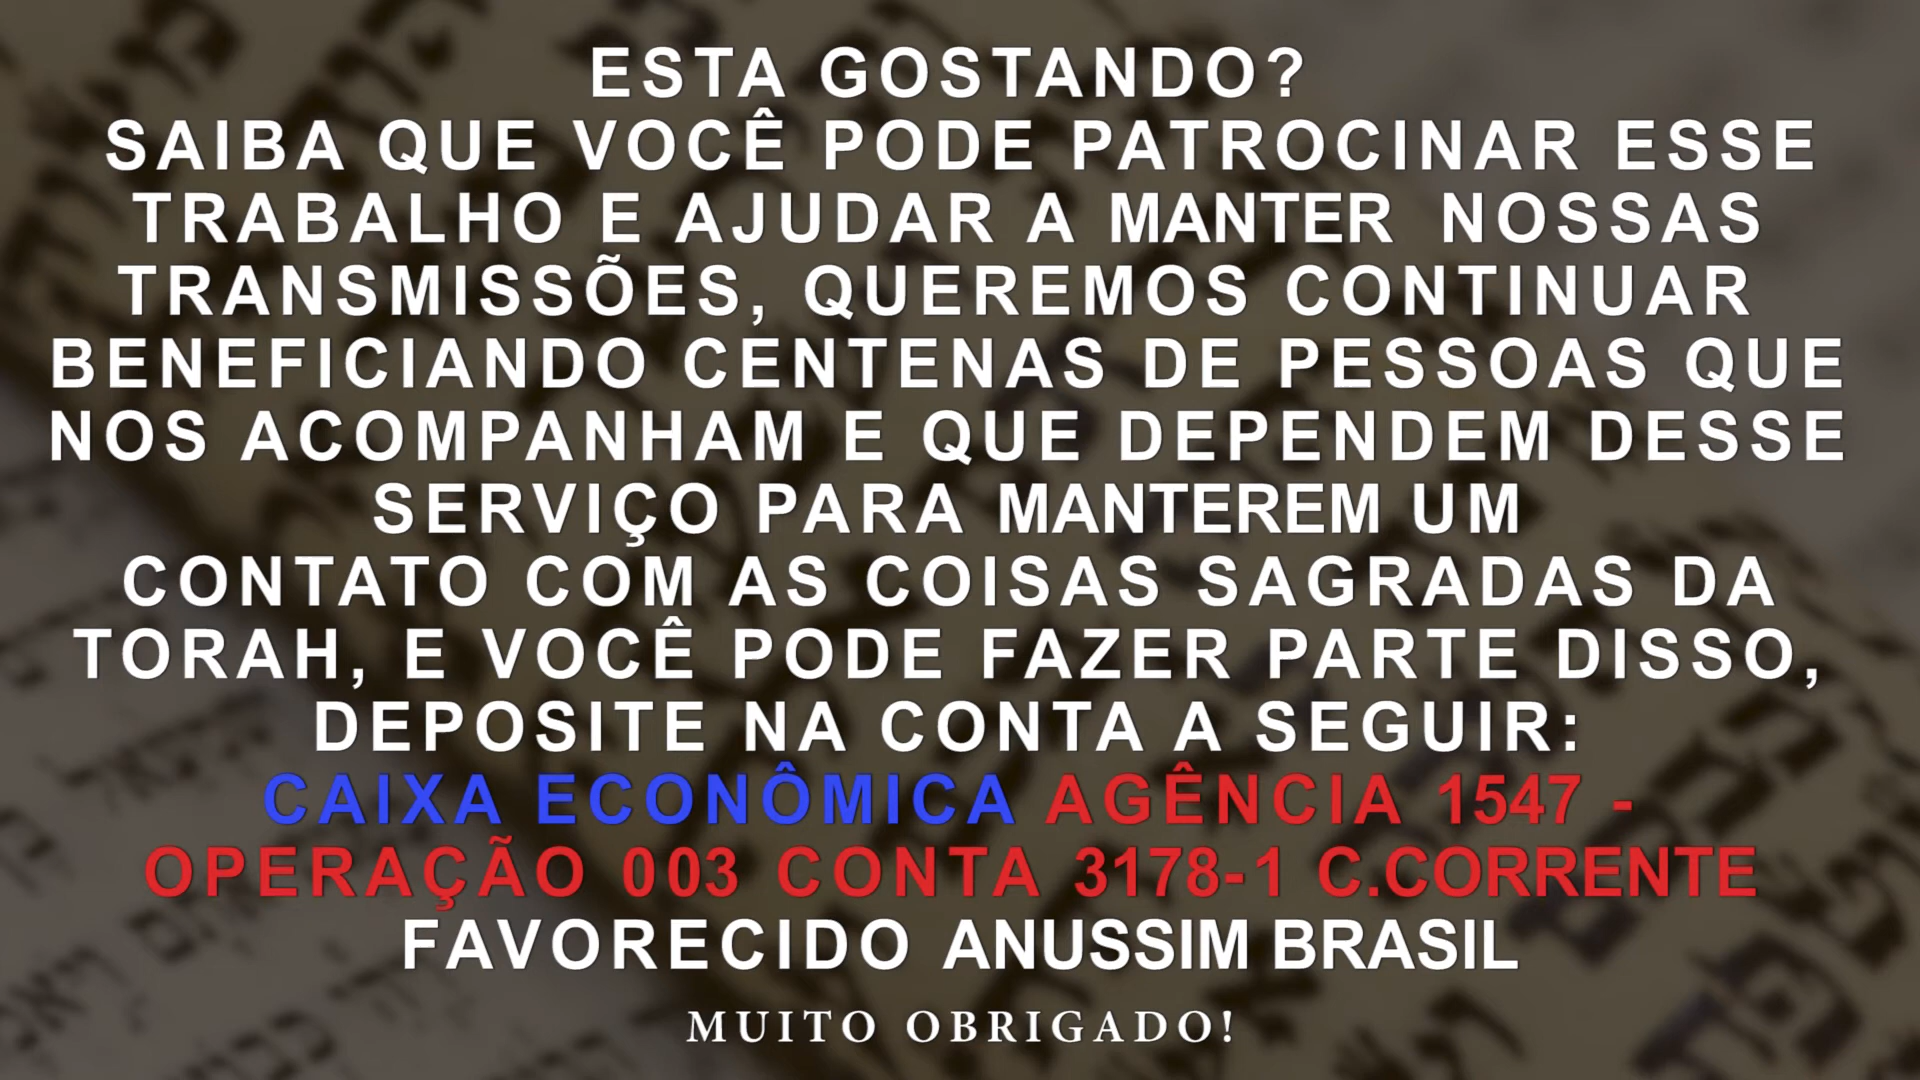 ESTA GOSTANDO?
SAIBA QUE VOCÊ PODE PATROCINAR ESSE
TRABALHO E AJUDAR A MANTER NOSSAS
TRANSMISSÕES, QUEREMOS CONTINUAR
BENEFICIANDO CENTENAS DE PESSOAS QUE
NOS ACOMPANHAM E QUE DEPENDEM DESSE
SERVIÇO PARA MANTEREM UM
CONTATO COM AS COISAS SAGRADAS DA
TORAH, E VOCÊ PODE FAZER PARTE DISSO,
DEPOSITE NA CONTA A SEGUIR:
CAIXA ECONÔMICA AGÊNCIA 1547 -
OPERAÇÃO 003 CONTA 3178-1 C.CORRENTE
FAVORECIDO ANUSSIM BRASIL
MUITO OBRIGADO!